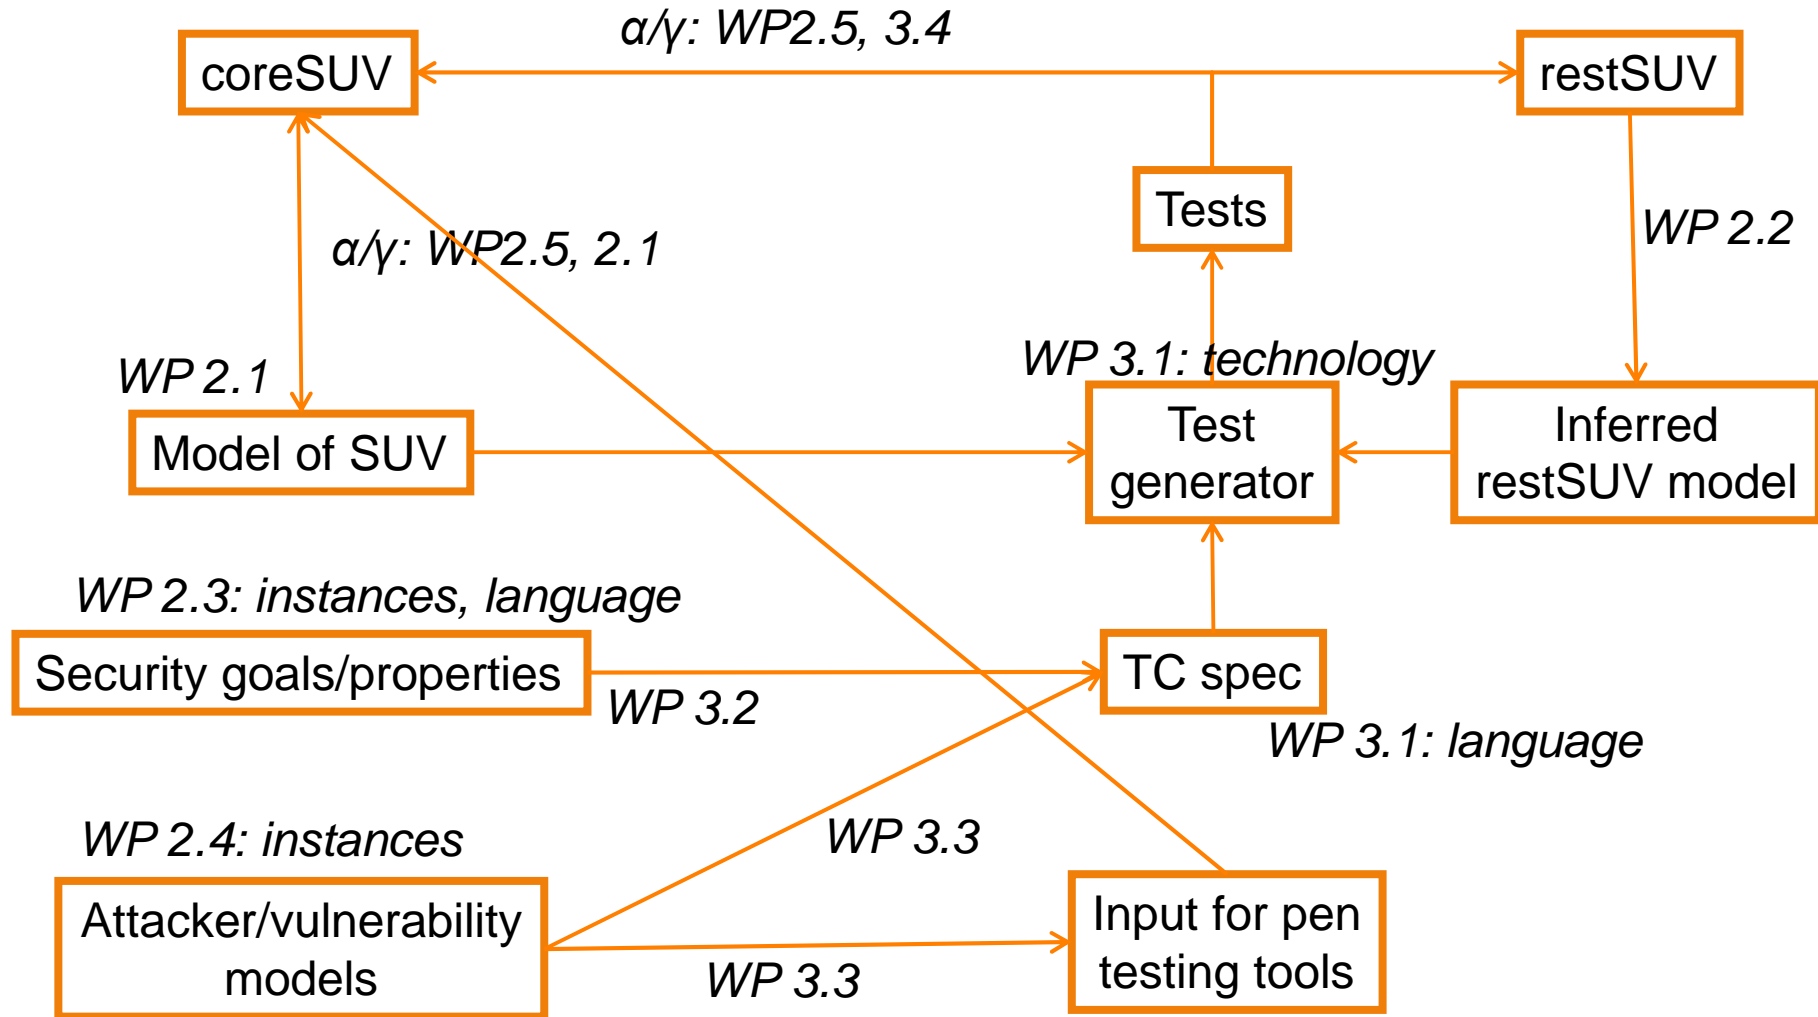 α/γ: WP2.5, 3.4
coreSUV
restSUV
Tests
WP 2.2
α/γ: WP2.5, 2.1
WP 2.1
WP 3.1: technology
Model of SUV
Test
generator
Inferred
restSUV model
WP 2.3: instances, language
Security goals/properties
WP 3.2
TC spec
WP 3.1: language
WP 2.4: instances
WP 3.3
Attacker/vulnerability
models
WP 3.3
Input for pen
testing tools